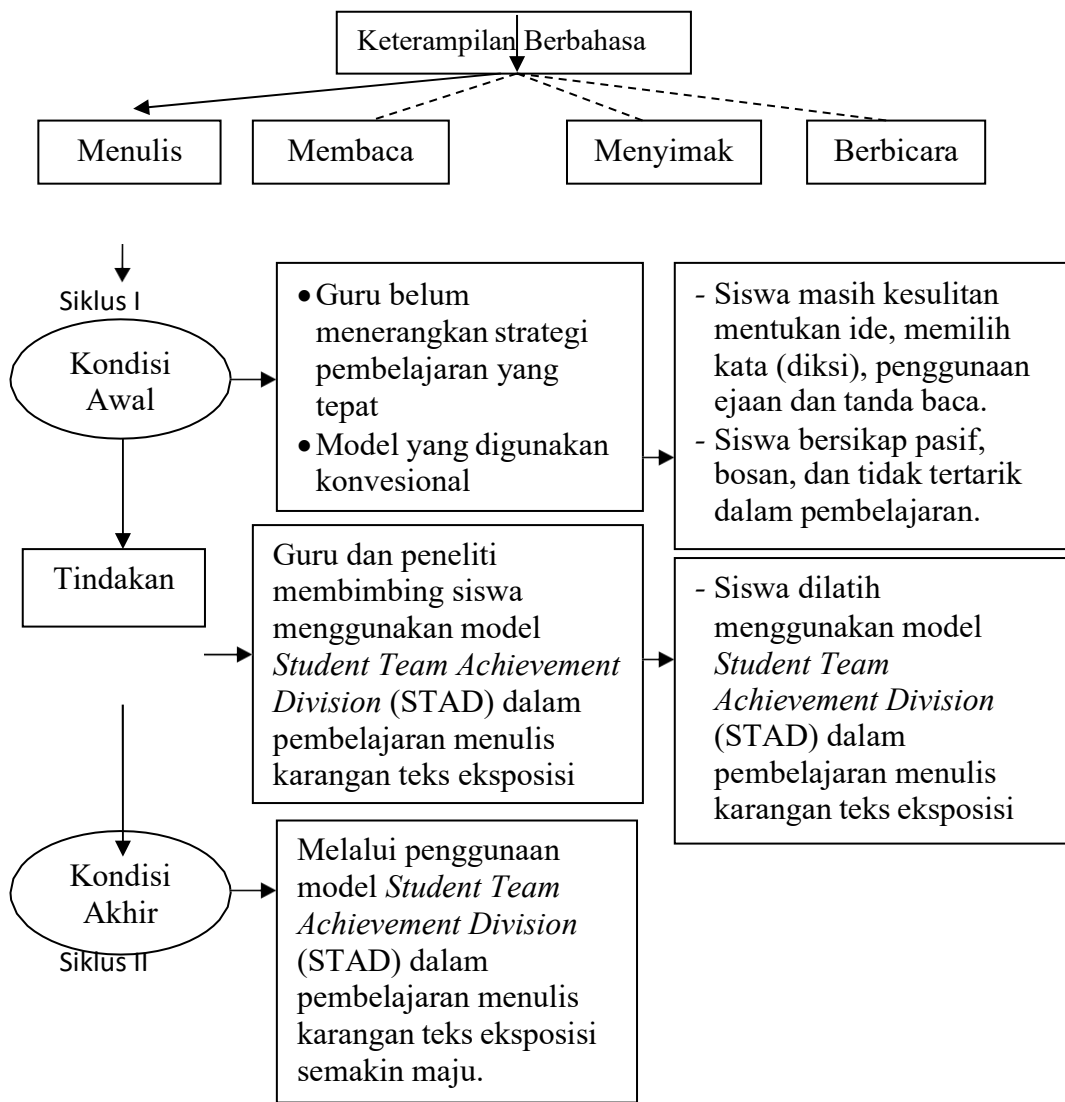 Keterampilan Berbahasa
Menulis
Membaca
Menyimak
Berbicara
Siklus I
Kondisi
Awal
• Guru belum
menerangkan strategi
pembelajaran yang
tepat
• Model yang digunakan
konvesional
- Siswa masih kesulitan
mentukan ide, memilih
kata (diksi), penggunaan
ejaan dan tanda baca.
- Siswa bersikap pasif,
bosan, dan tidak tertarik
dalam pembelajaran.
Tindakan
Guru dan peneliti
membimbing siswa
menggunakan model
Student Team Achievement
Division (STAD) dalam
pembelajaran menulis
karangan teks eksposisi
- Siswa dilatih
menggunakan model
Student Team
Achievement Division
(STAD) dalam
pembelajaran menulis
karangan teks eksposisi
Kondisi
Akhir
Siklus II
Melalui penggunaan
model Student Team
Achievement Division
(STAD) dalam
pembelajaran menulis
karangan teks eksposisi
semakin maju.